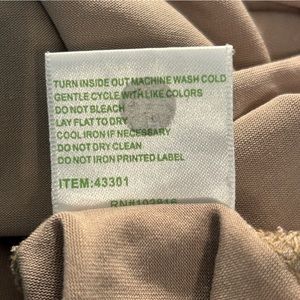 TURN INSIDE OUT MACHINE WASH COLD
GENTLE CYCLE WITH LIKE COLORS
DO NOT BLEACH
LAY FLAT TO DRY
COOL IRON IF NECESSARY
DO NOT DRY CLEAN
DO NOT IRON PRINTED LABEL
ITEM:43301